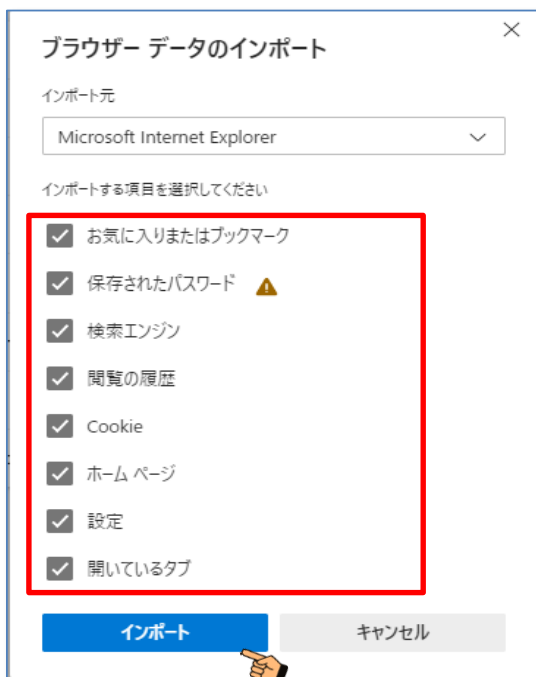 ブラウザー データのインポート
インポート元
Microsoft Internet Explorer
インポートする項目を選択してください
お気に入りまたはブックマーク
保存されたパスワード
検索エンジン
閲覧の履歴
Cookie
ホーム ページ
設定
開いているタブ
インポート
キャンセル